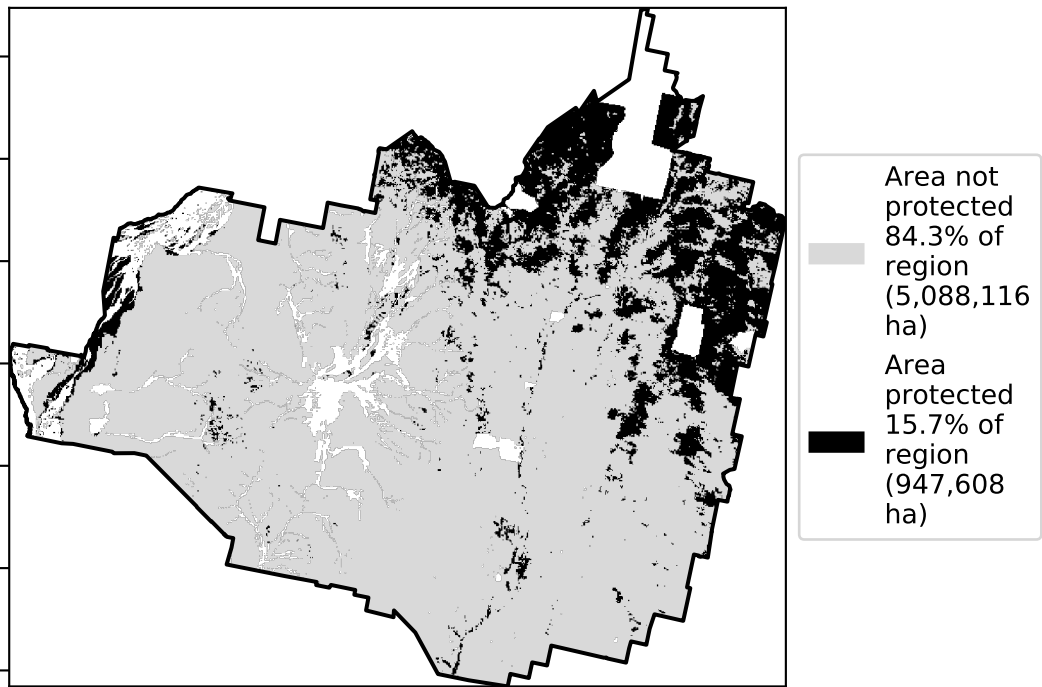 Area not
protected
84.3% of
region
(5,088,116
ha)
Area
protected
15.7% of
region
(947,608
ha)